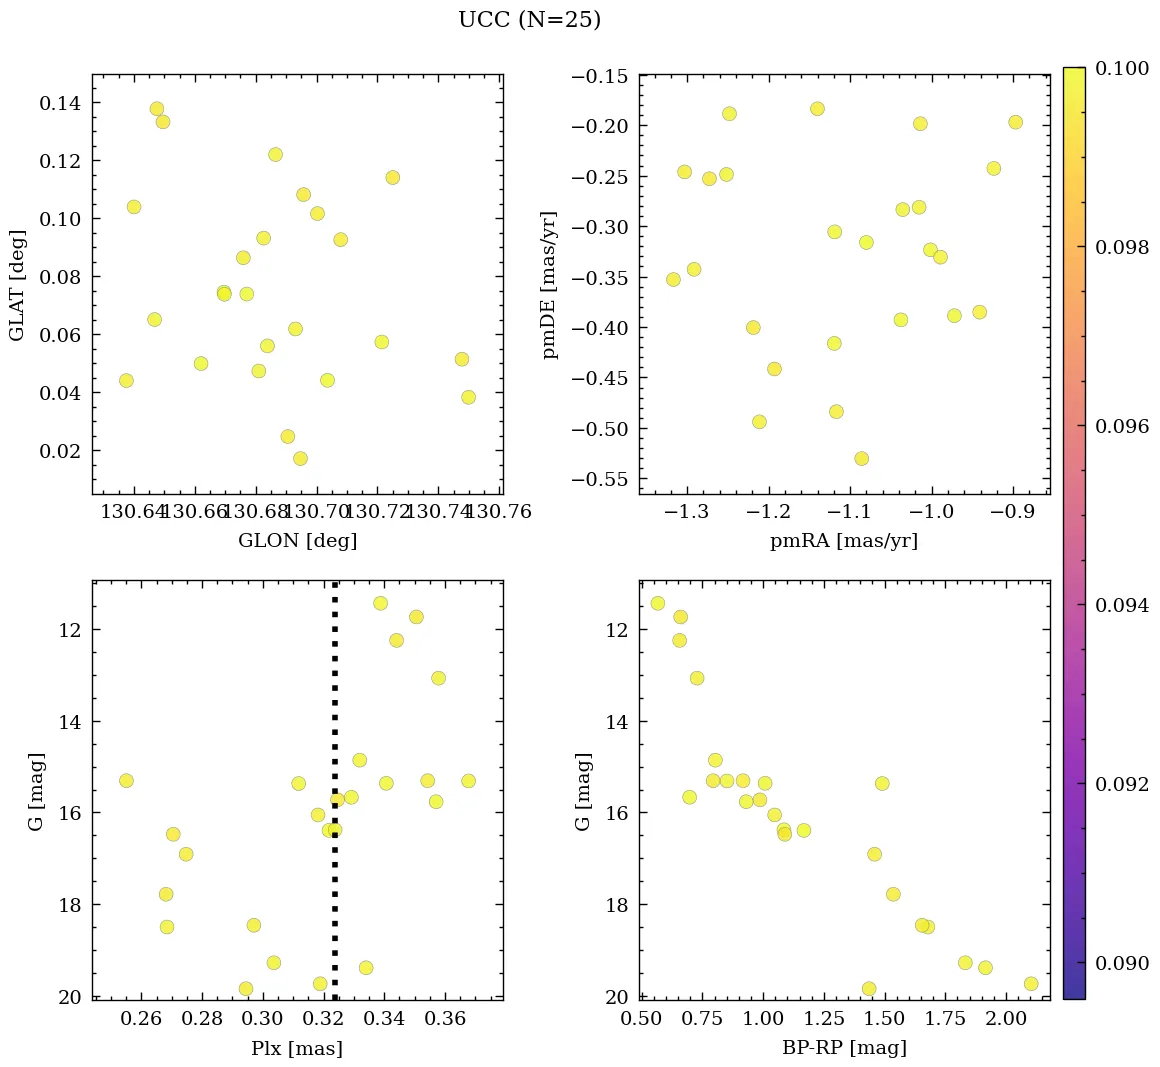 UCC (N=25)
0.14
0.12
0.10
0.08
0.06
0.04
0.02
GLAT [deg]
130.64 130.66 130.68 130.70 130.72 130.74 130.76
GLON [deg]
−0.15
−0.20
−0.25
−0.30
−0.35
−0.40
−0.45
−0.50
−0.55
pmDE [mas/yr]
−1.3 −1.2 −1.1 −1.0 −0.9
pmRA [mas/yr]
12
14
16
18
20
G [mag]
0.26 0.28 0.30 0.32 0.34 0.36
Plx [mas]
12
14
16
18
20
G [mag]
0.50 0.75 1.00 1.25 1.50 1.75 2.00
BP-RP [mag]
0.100
0.098
0.096
0.094
0.092
0.090